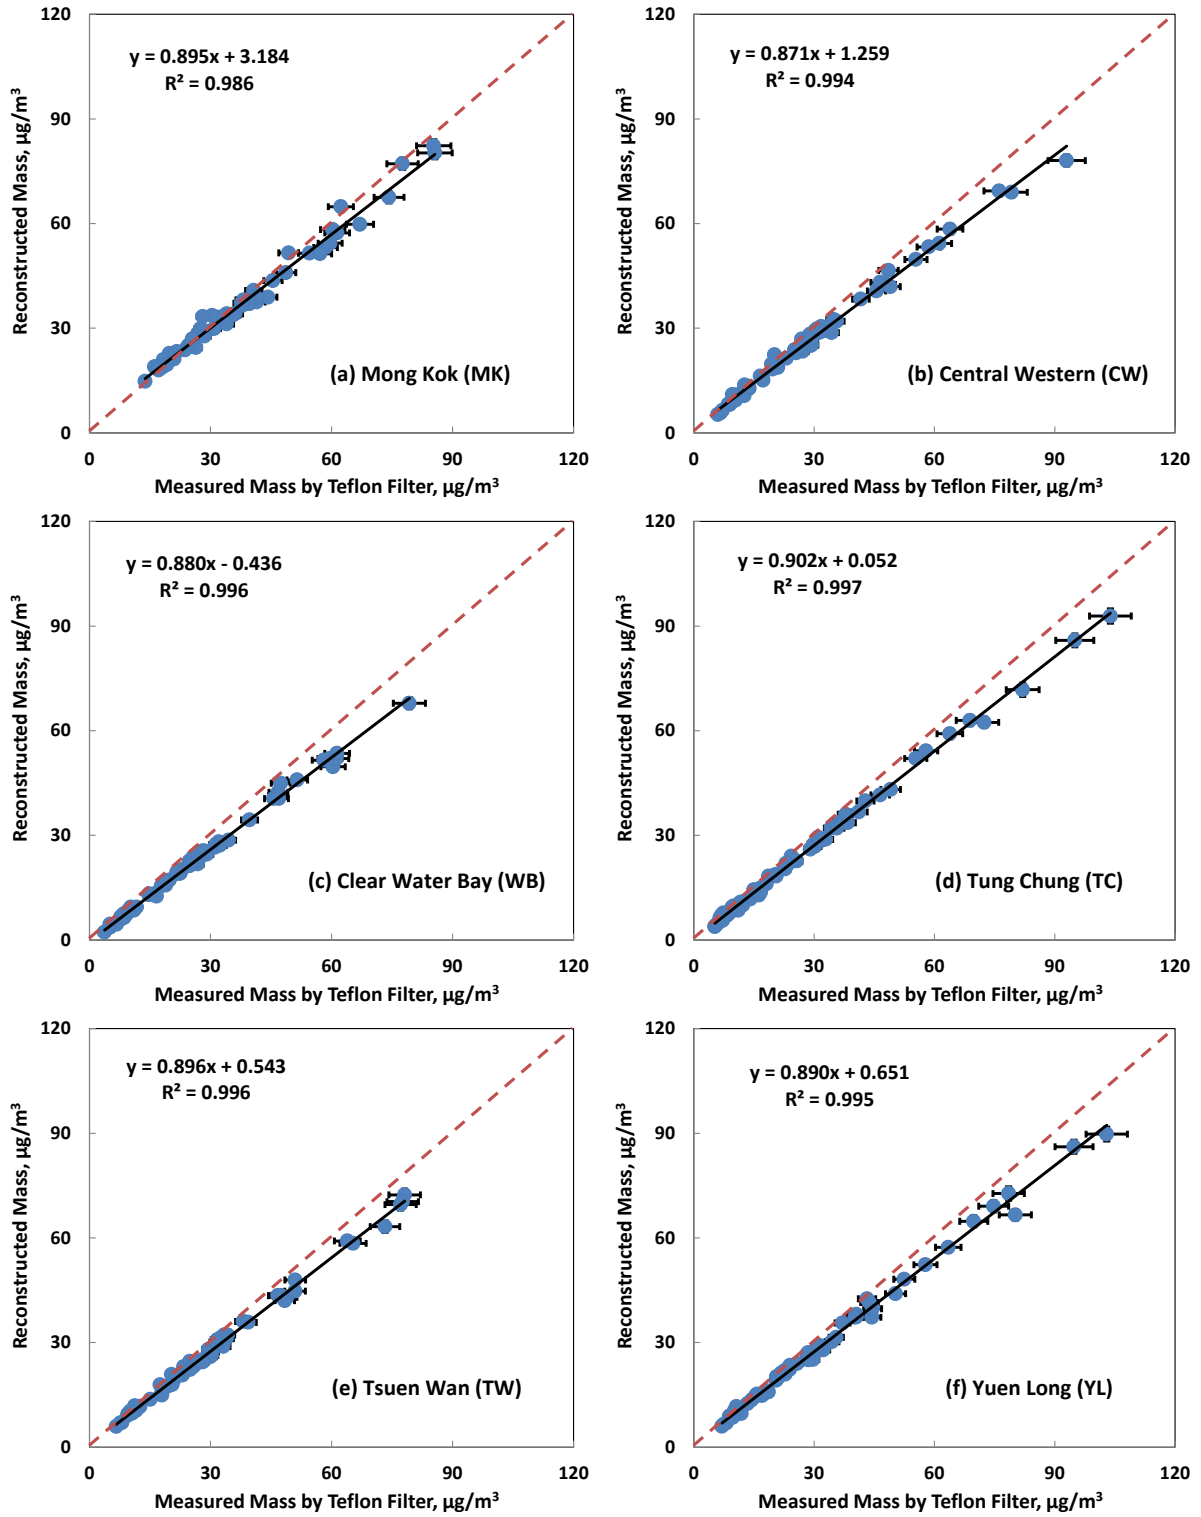 120
90
60
30
0
Reconstructed Mass, µg/m³
y = 0.895x + 3.184
R² = 0.986
(a) Mong Kok (MK)
0 30 60 90 120
Measured Mass by Teflon Filter, µg/m³
120
90
60
30
0
Reconstructed Mass, µg/m³
y = 0.871x + 1.259
R² = 0.994
(b) Central Western (CW)
0 30 60 90 120
Measured Mass by Teflon Filter, µg/m³
120
90
60
30
0
Reconstructed Mass, µg/m³
y = 0.880x - 0.436
R² = 0.996
(c) Clear Water Bay (WB)
0 30 60 90 120
Measured Mass by Teflon Filter, µg/m³
120
90
60
30
0
Reconstructed Mass, µg/m³
y = 0.902x + 0.052
R² = 0.997
(d) Tung Chung (TC)
0 30 60 90 120
Measured Mass by Teflon Filter, µg/m³
120
90
60
30
0
Reconstructed Mass, µg/m³
y = 0.896x + 0.543
R² = 0.996
(e) Tsuen Wan (TW)
0 30 60 90 120
Measured Mass by Teflon Filter, µg/m³
120
90
60
30
0
Reconstructed Mass, µg/m³
y = 0.890x + 0.651
R² = 0.995
(f) Yuen Long (YL)
0 30 60 90 120
Measured Mass by Teflon Filter, µg/m³